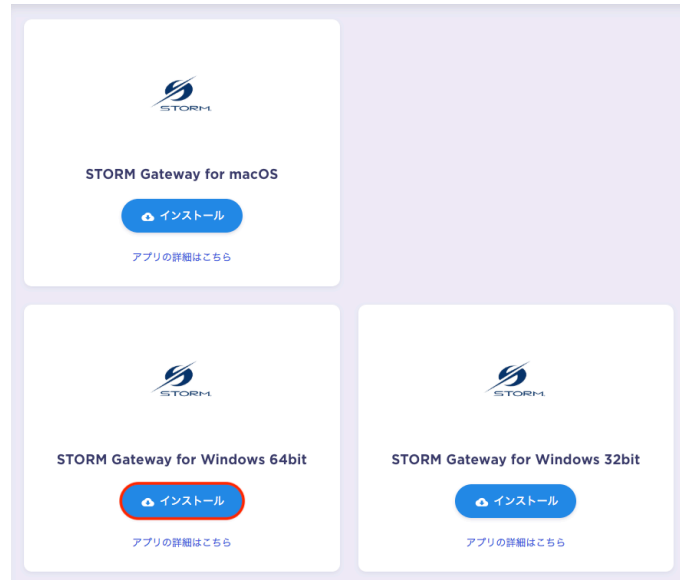 STORM
STORM Gateway for macOS
インストール
アプリの詳細はこちら
STORM
STORM Gateway for Windows 64bit
インストール
アプリの詳細はこちら
STORM
STORM Gateway for Windows 32bit
インストール
アプリの詳細はこちら